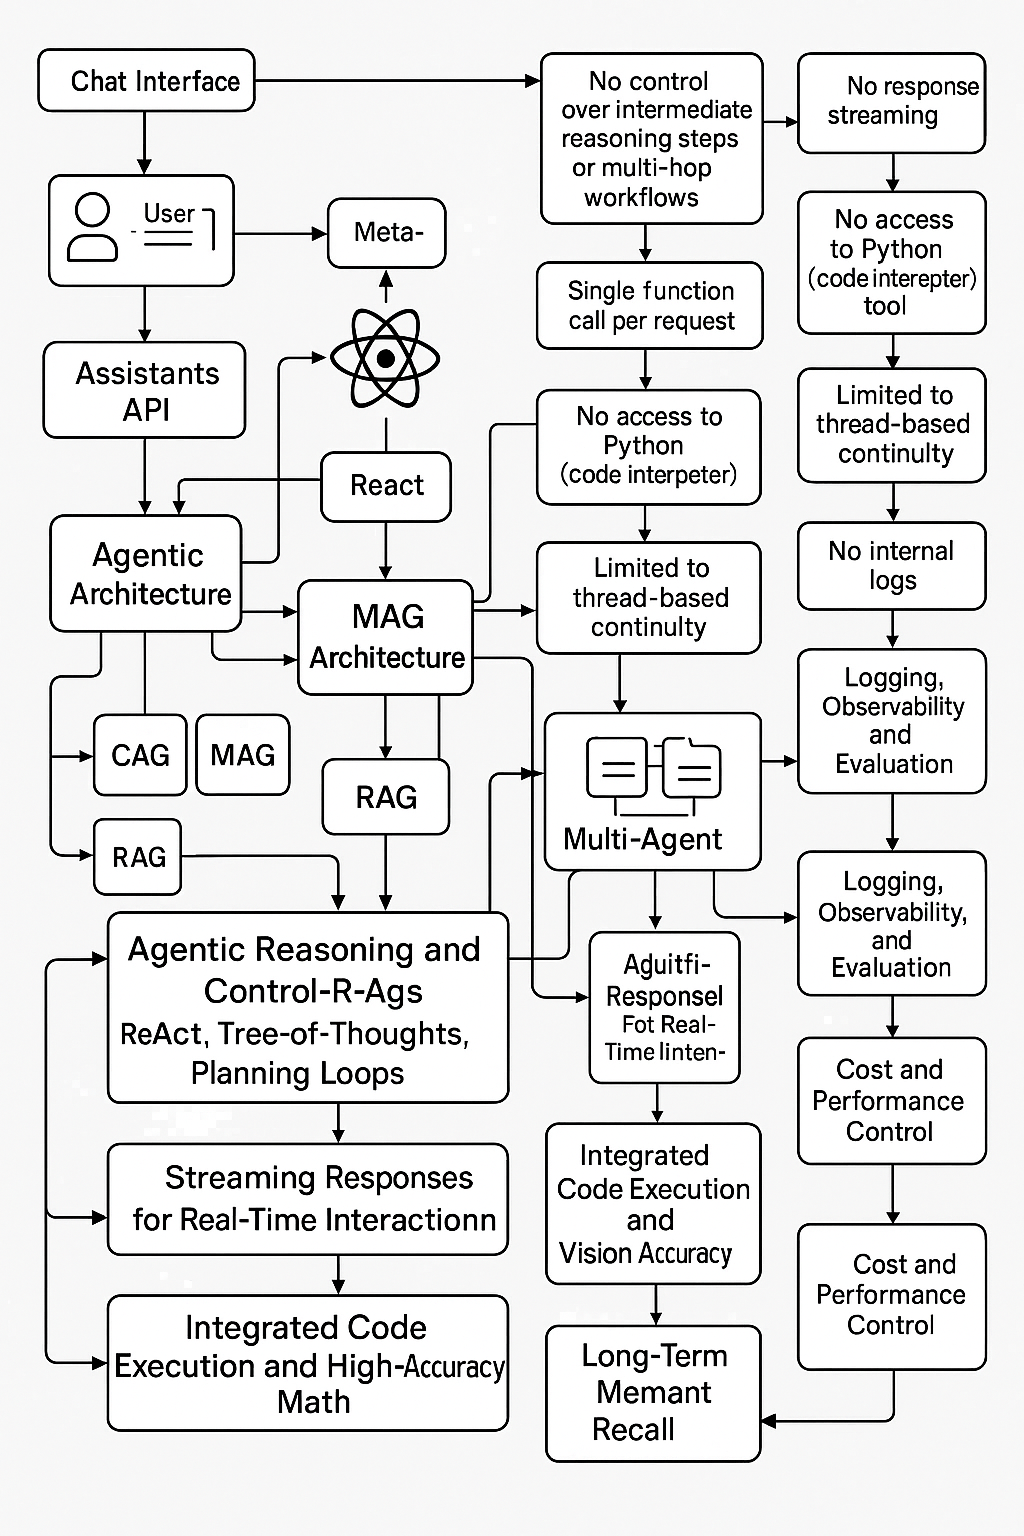 Chat Interface
User
Meta-
Assistants
API
React
Agentic
Architecture
MAG
Architecture
CAG
MAG
RAG
RAG
Agentic Reasoning and
Control-R-Ags
ReAct, Tree-of-Thoughts,
Planning Loops
Streaming Responses
for Real-Time Interactionn
Integrated Code
Execution and High-Accuracy
Math
No control
over intermediate
reasoning steps
or multi-hop
workflows
Single function
call per request
No access to
Python
(code interpeter)
Limited to
thread-based
continuity
Multi-Agent
Aguitfi-
Responsel
Fot Real-
Time linten-
Integrated
Code Execution
and
Vision Accuracy
Long-Term
Memant
Recall
No response
streaming
No access
to Python
(code interepter)
tool
Limited to
thread-based
continuity
No internal
logs
Logging,
Observability
and
Evaluation
Logging,
Observability,
and
Evaluation
Cost and
Performance
Control
Cost and
Performance
Control